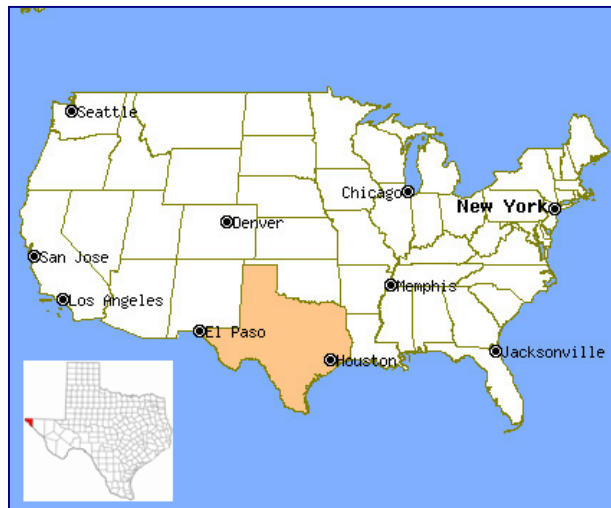 Seattle
Chicago
New York
Denver
San Jose
Memphis
Los Angeles
El Paso
Houston
Jacksonville